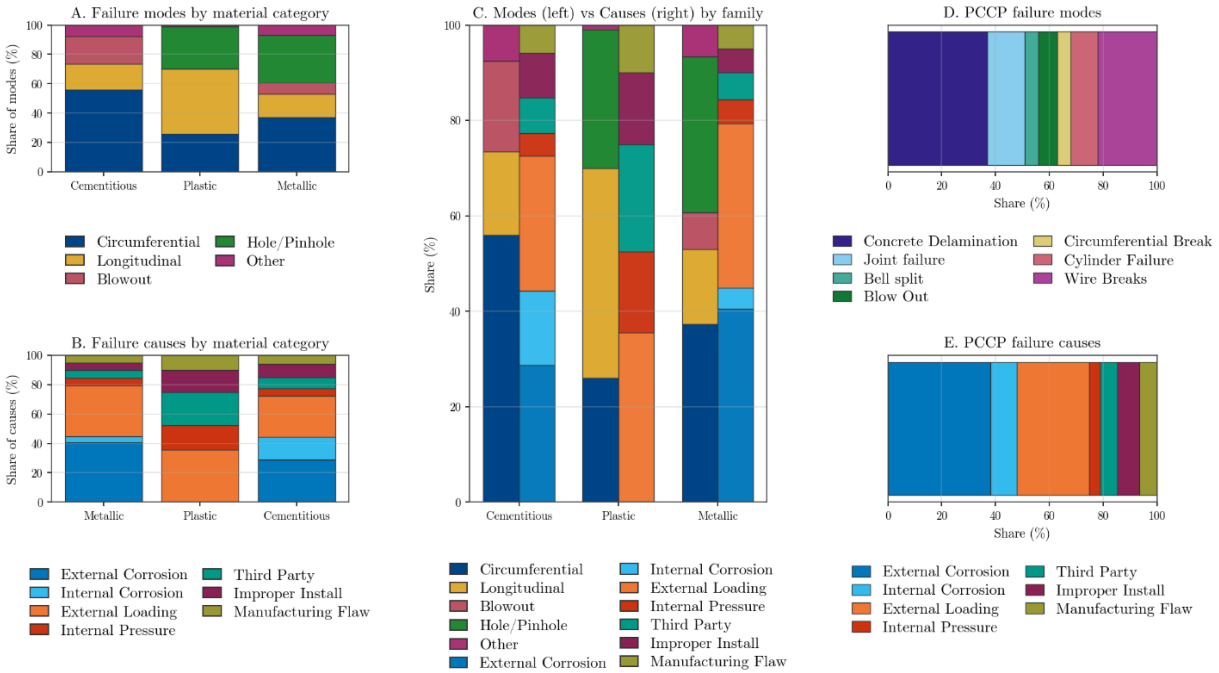 A. Failure modes by material category
Share of modes (%)
100
80
60
40
20
0
Cementitious Plastic Metallic
Circumferential Hole/Pinhole
Longitudinal Other
Blowout
B. Failure causes by material category
Share of causes (%)
100
80
60
40
20
0
Metallic Plastic Cementitious
External Corrosion Third Party
Internal Corrosion Improper Install
External Loading Manufacturing Flaw
Internal Pressure
C. Modes (left) vs Causes (right) by family
Share (%)
100
80
60
40
20
0
Cementitious Plastic Metallic
Circumferential Internal Corrosion
Longitudinal External Loading
Blowout Internal Pressure
Hole/Pinhole Third Party
Other Improper Install
External Corrosion Manufacturing Flaw
D. PCCP failure modes
0 20 40 60 80 100
Share (%)
Concrete Delamination Circumferential Break
Joint failure Cylinder Failure
Bell split Wire Breaks
Blow Out
E. PCCP failure causes
0 20 40 60 80 100
Share (%)
External Corrosion Third Party
Internal Corrosion Improper Install
External Loading Manufacturing Flaw
Internal Pressure